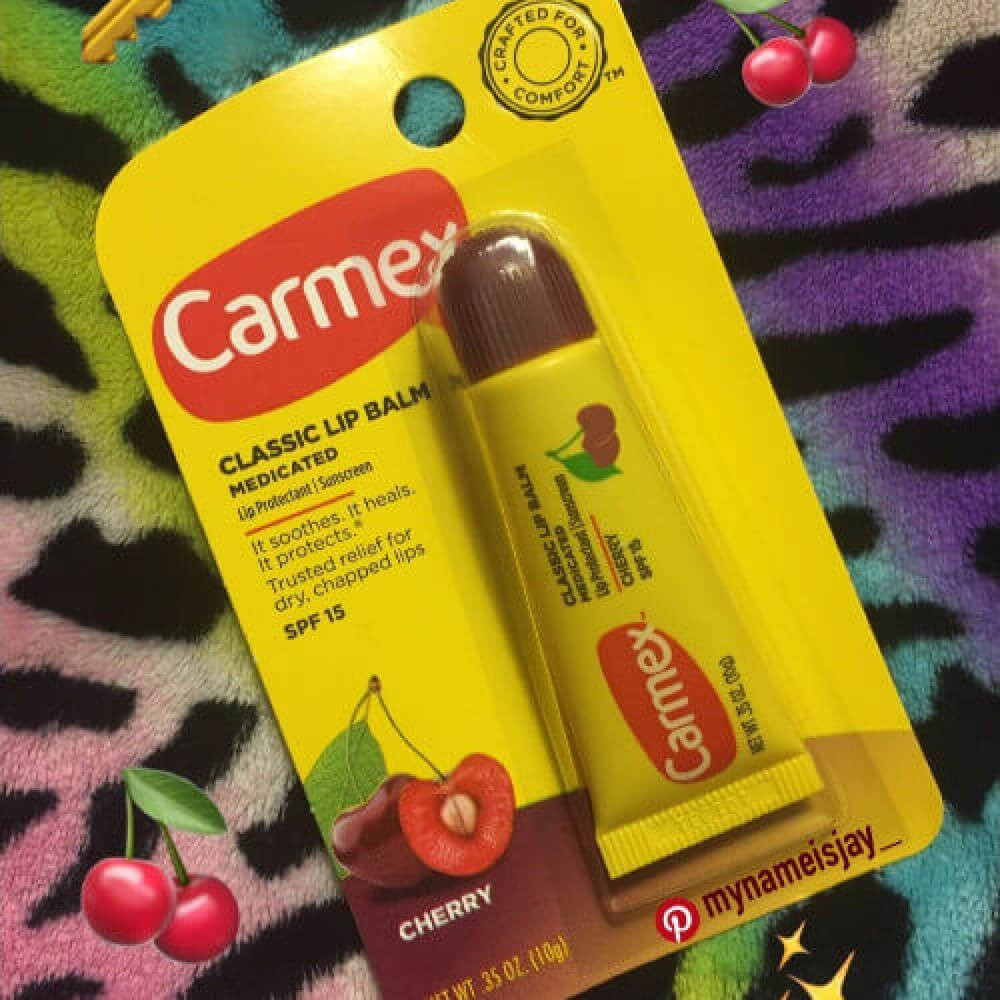 CRAFTED FOR
COMFORT
TM
Carmex
CLASSIC LIP BALM
MEDICATED
Lip Protectant | Sunscreen
It soothes. It heals.
It protects.®
Trusted relief for
dry, chapped lips
SPF 15
CHERRY
NET WT .35 OZ. (10g)
CLASSIC LIP BALM
MEDICATED
Lip Protectant | Sunscreen
CHERRY
SPF 15
Carmex™
NET WT. .35 OZ. (10g)
mynameisjay__